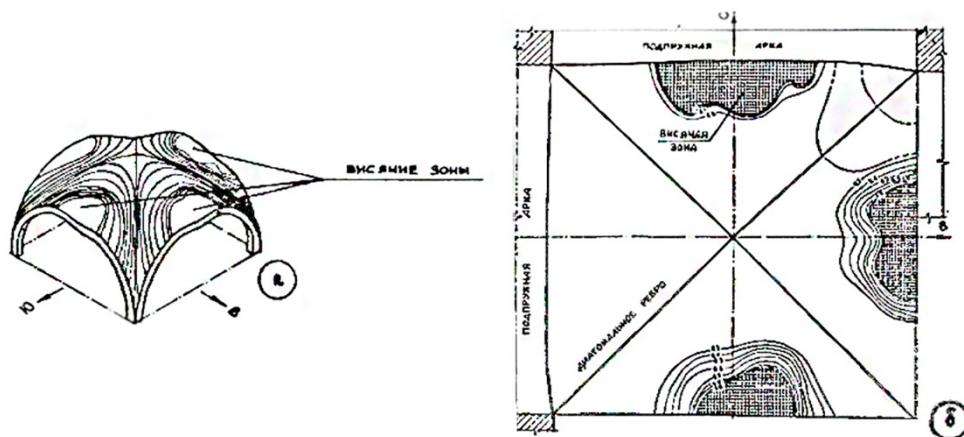 ВИСЯЧИЕ ЗОНЫ
Ю
В
а
С
ПОДПРУЖНАЯ АРКА
ВИСЯЧАЯ
ЗОНА
АРКА
ПОДПРУЖНАЯ
ДИАГОНАЛЬНОЕ РЕБРО
В
б